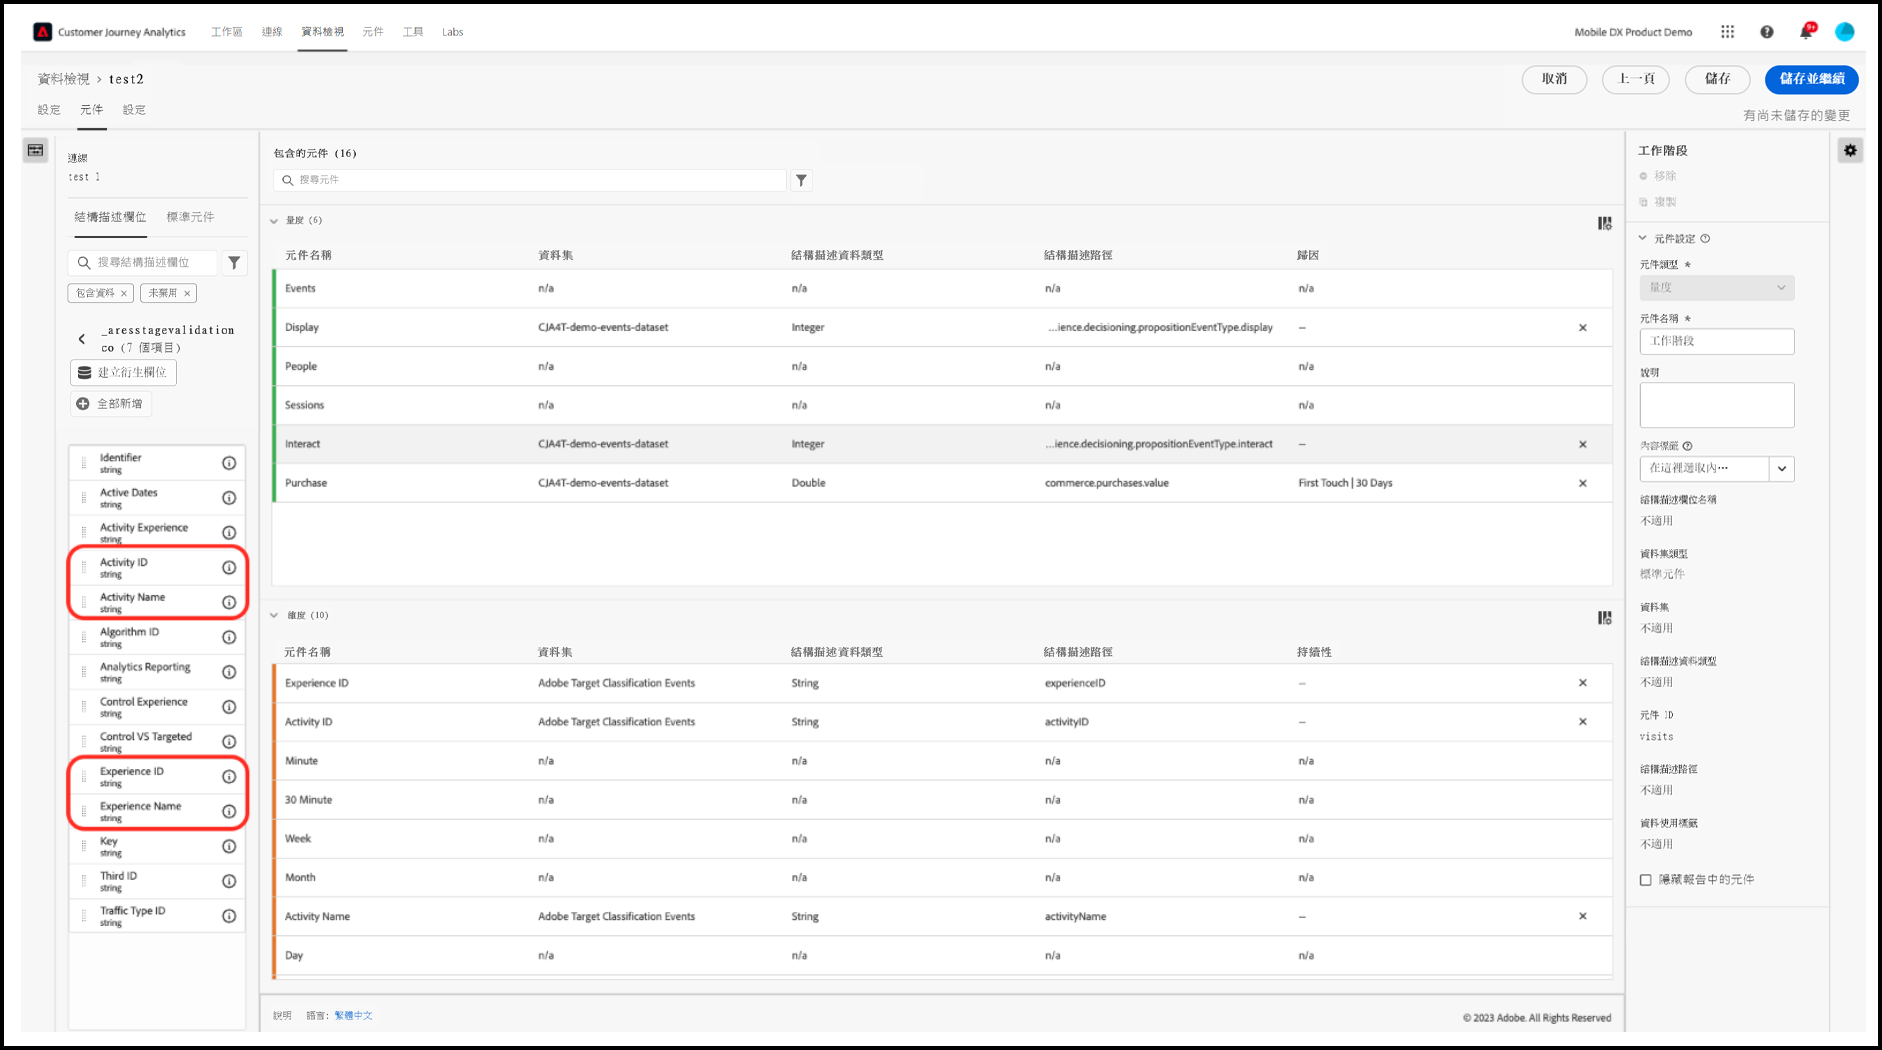 Customer Journey Analytics 工作區 連線 資料檢視 元件 工具 Labs Mobile DX Product Demo 9+
資料檢視 > test2 取消 上一頁 儲存 儲存並繼續
設定 元件 設定 有尚未儲存的變更
連線
test 1
結構描述欄位 標準元件
搜尋結構描述欄位
包含資料 × 未棄用 ×
_aresstagevalidation
co (7 個項目)
建立衍生欄位
全部新增
Identifier
string
Active Dates
string
Activity Experience
string
Activity ID
string
Activity Name
string
Algorithm ID
string
Analytics Reporting
string
Control Experience
string
Control VS Targeted
string
Experience ID
string
Experience Name
string
Key
string
Third ID
string
Traffic Type ID
string
包含的元件 (16)
搜尋元件
量度 (6)
元件名稱 資料集 結構描述資料類型 結構描述路徑 歸因
Events n/a n/a n/a n/a
Display CJA4T-demo-events-dataset Integer ...ience.decisioning.propositionEventType.display –
People n/a n/a n/a n/a
Sessions n/a n/a n/a n/a
Interact CJA4T-demo-events-dataset Integer ...ience.decisioning.propositionEventType.interact –
Purchase CJA4T-demo-events-dataset Double commerce.purchases.value First Touch | 30 Days
維度 (10)
元件名稱 資料集 結構描述資料類型 結構描述路徑 持續性
Experience ID Adobe Target Classification Events String experienceID –
Activity ID Adobe Target Classification Events String activityID –
Minute n/a n/a n/a n/a
30 Minute n/a n/a n/a n/a
Week n/a n/a n/a n/a
Month n/a n/a n/a n/a
Activity Name Adobe Target Classification Events String activityName –
Day n/a n/a n/a n/a
說明 語言: 繁體中文 © 2023 Adobe. All Rights Reserved
工作階段
移除
複製
元件設定
元件類型 *
量度
元件名稱 *
工作階段
說明
內容標籤
在這裡選取內…
結構描述欄位名稱
不適用
資料集類型
標準元件
資料集
不適用
結構描述資料類型
不適用
元件 ID
visits
結構描述路徑
不適用
資料使用標籤
不適用
隱藏報告中的元件